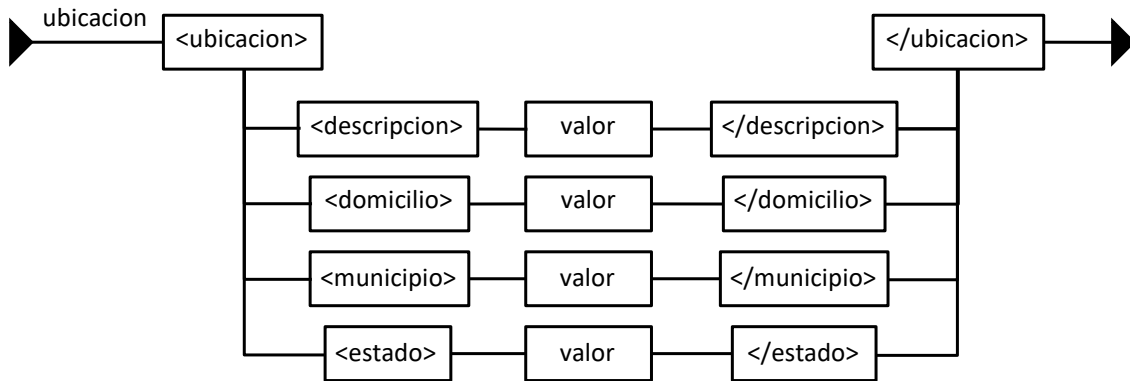 ubicacion
<ubicacion> </ubicacion>
<descripcion> valor </descripcion>
<domicilio> valor </domicilio>
<municipio> valor </municipio>
<estado> valor </estado>